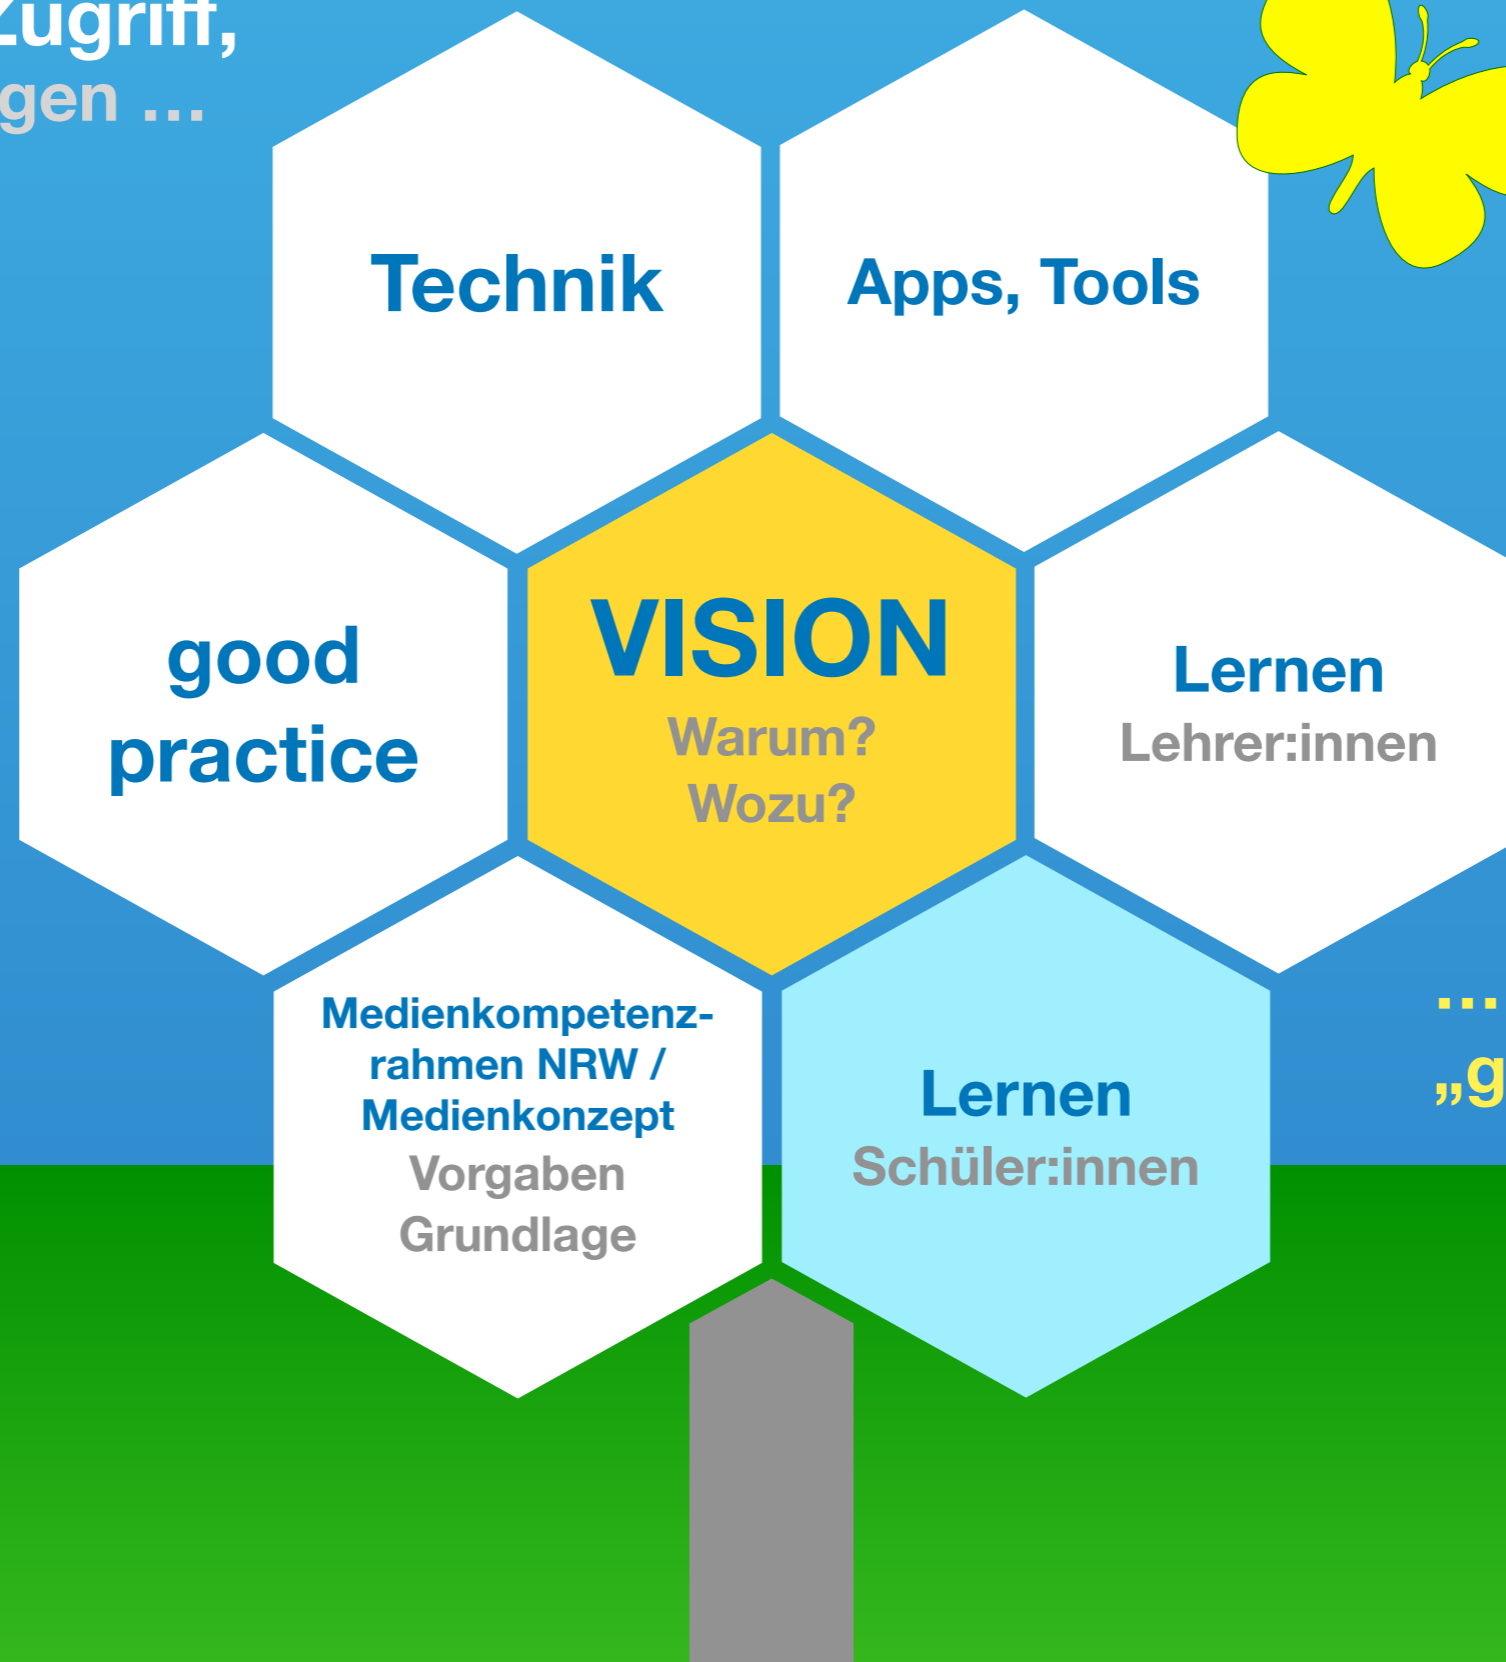 Zugriff,
gen ...
Technik
Apps, Tools
good
practice
VISION
Warum?
Wozu?
Lernen
Lehrer:innen
Medienkompetenz-
rahmen NRW /
Medienkonzept
Vorgaben
Grundlage
Lernen
Schüler:innen
...
„g